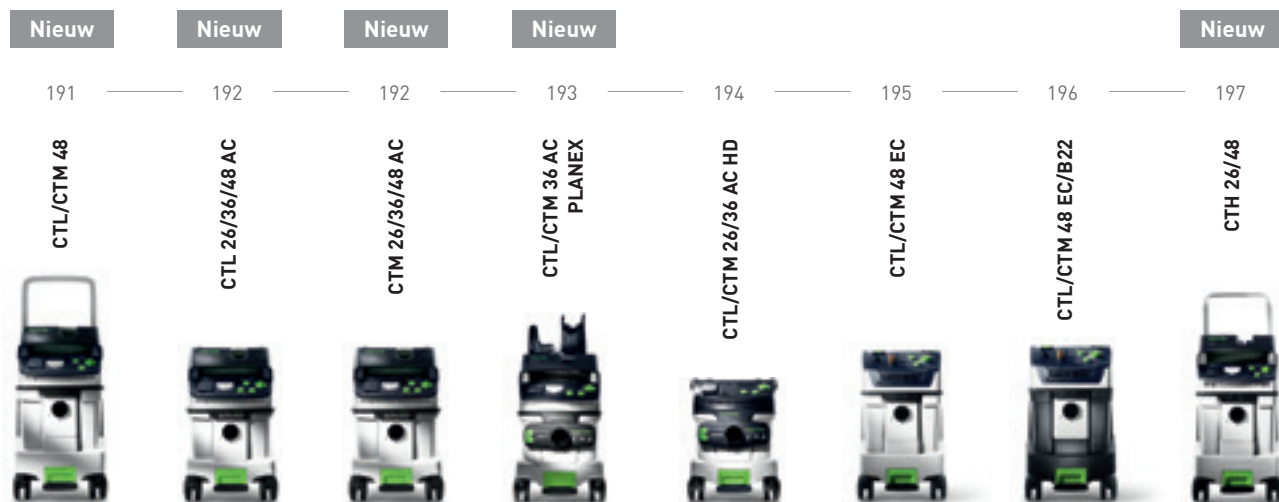 Nieuw Nieuw Nieuw Nieuw Nieuw
191 192 192 193 194 195 196 197
CTL/CTM 48
CTL 26/36/48 AC
CTM 26/36/48 AC
CTL/CTM 36 AC
PLANEX
CTL/CTM 26/36 AC HD
CTL/CTM 48 EC
CTL/CTM 48 EC/B22
CTH 26/48